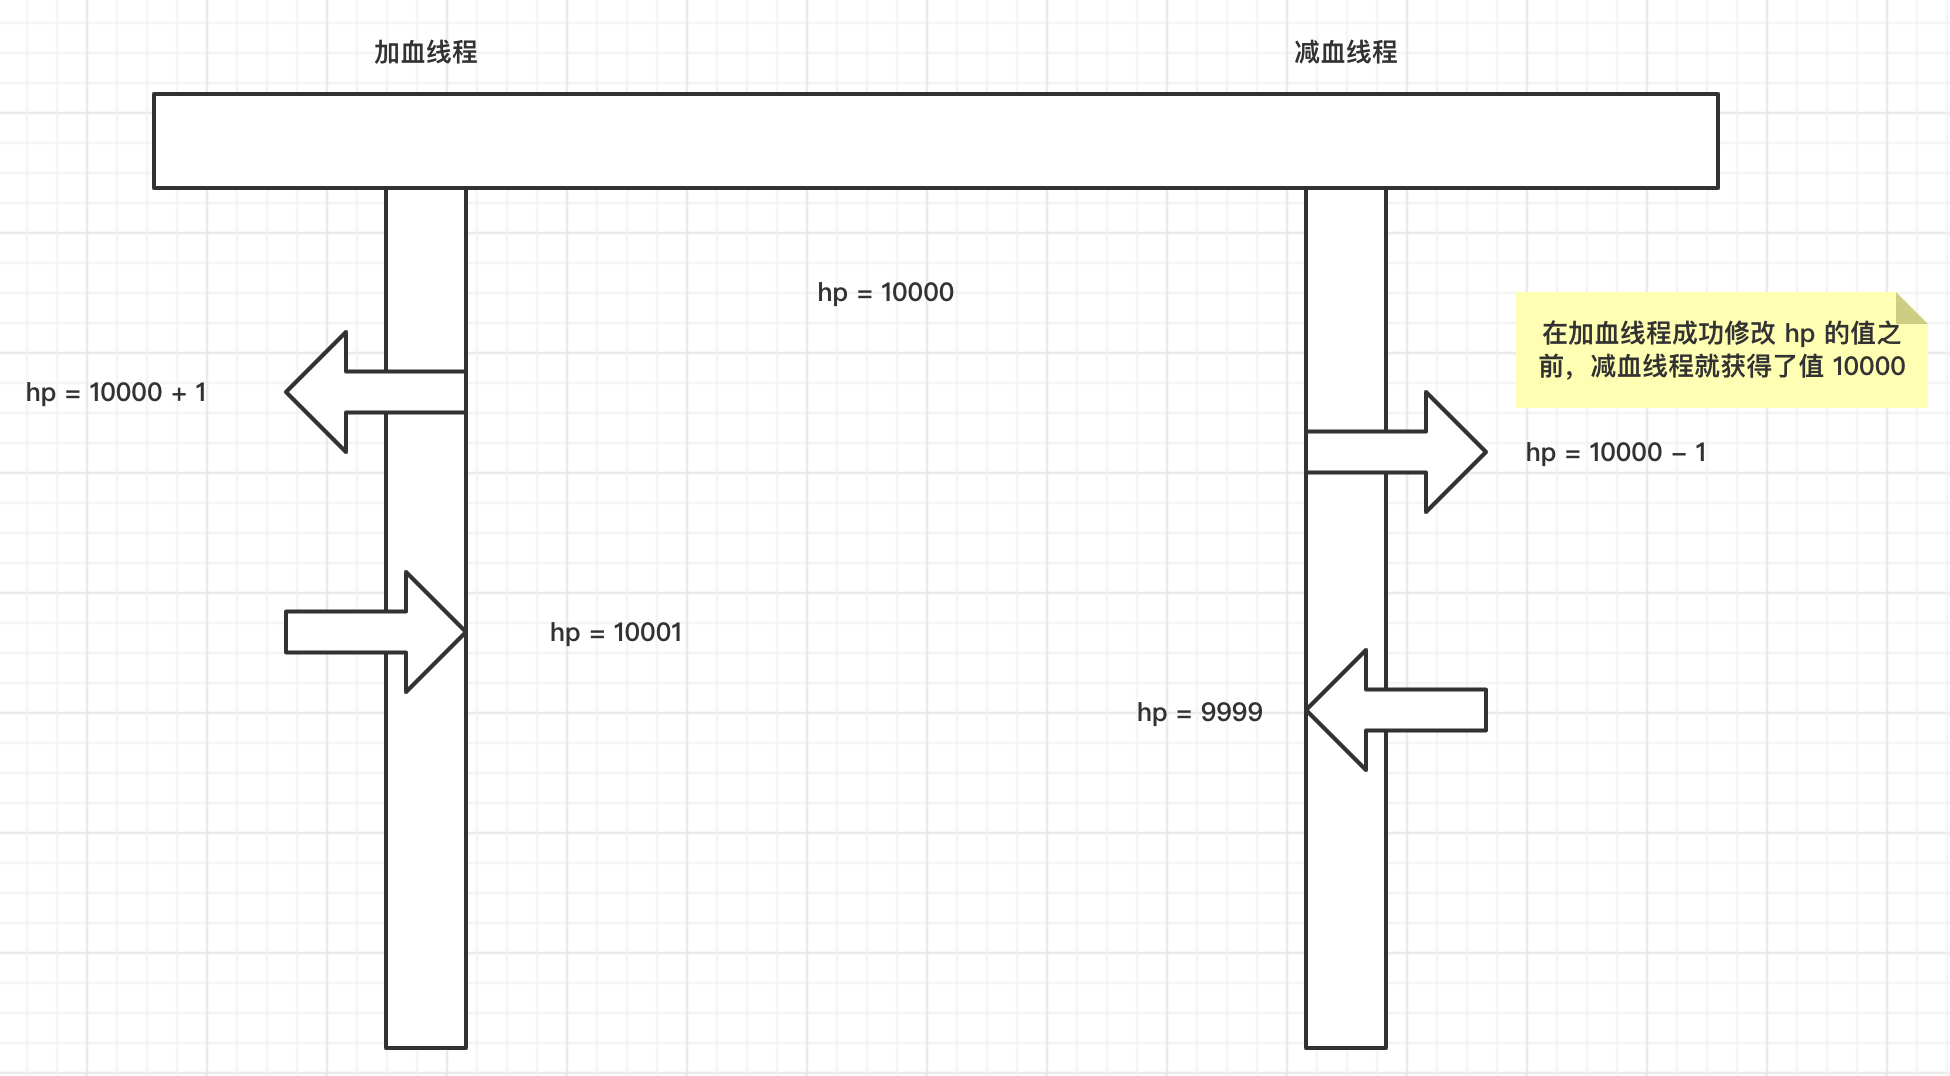 加血线程
减血线程
hp = 10000
在加血线程成功修改 hp 的值之
前，减血线程就获得了值 10000
hp = 10000 + 1
hp = 10000 – 1
hp = 10001
hp = 9999